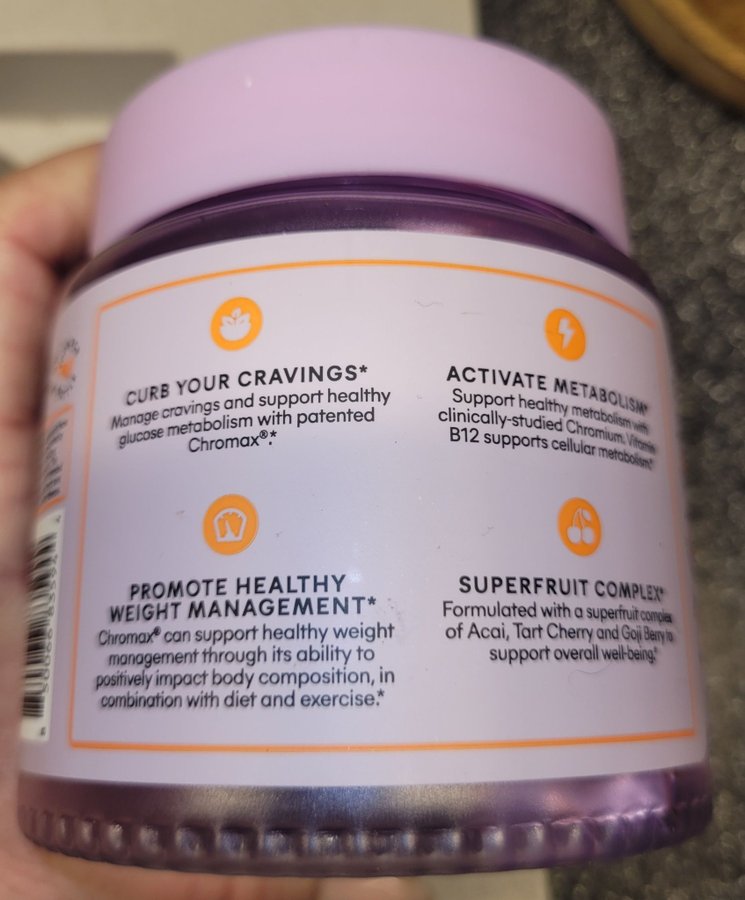 CURB YOUR CRAVINGS*
Manage cravings and support healthy
glucose metabolism with patented
Chromax®.*
ACTIVATE METABOLISM*
Support healthy metabolism with
clinically-studied Chromium. Vitamin
B12 supports cellular metabolism.*
PROMOTE HEALTHY
WEIGHT MANAGEMENT*
Chromax® can support healthy weight
management through its ability to
positively impact body composition, in
combination with diet and exercise.*
SUPERFRUIT COMPLEX*
Formulated with a superfruit complex
of Acai, Tart Cherry and Goji Berry to
support overall well-being.*